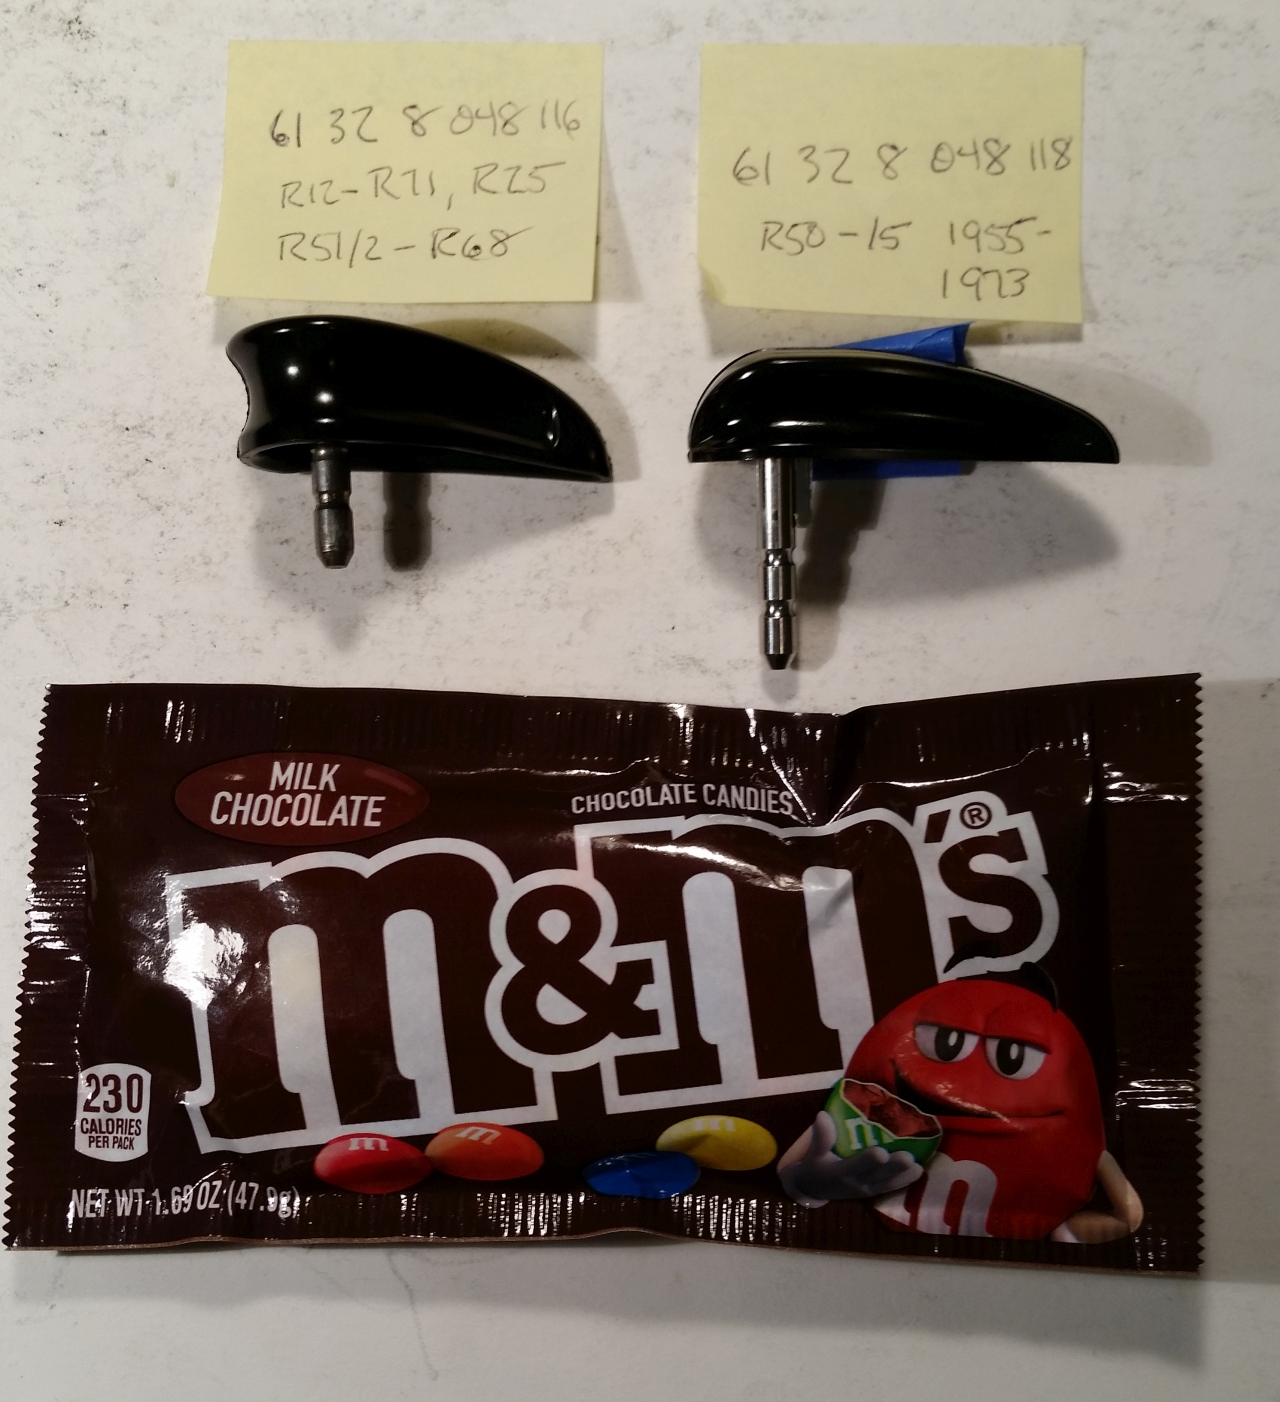 61 32 8 048 116
R12-R71, R25
R51/2-R68
61 32 8 048 118
R50-/5 1955-
1973
MILK
CHOCOLATE
CHOCOLATE CANDIES
m&m's®
230
CALORIES
PER PACK
NET WT 1.69 OZ (47.9g)
m
m
m
m
m